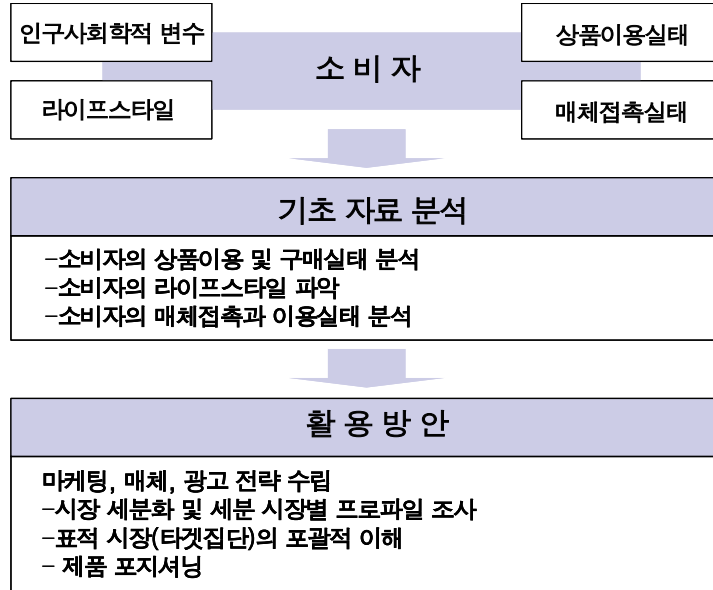 인구사회학적 변수
상품이용실태
소 비 자
라이프스타일
매체접촉실태
기초 자료 분석
-소비자의 상품이용 및 구매실태 분석
-소비자의 라이프스타일 파악
-소비자의 매체접촉과 이용실태 분석
활 용 방 안
마케팅, 매체, 광고 전략 수립
-시장 세분화 및 세분 시장별 프로파일 조사
-표적 시장(타겟집단)의 포괄적 이해
- 제품 포지셔닝